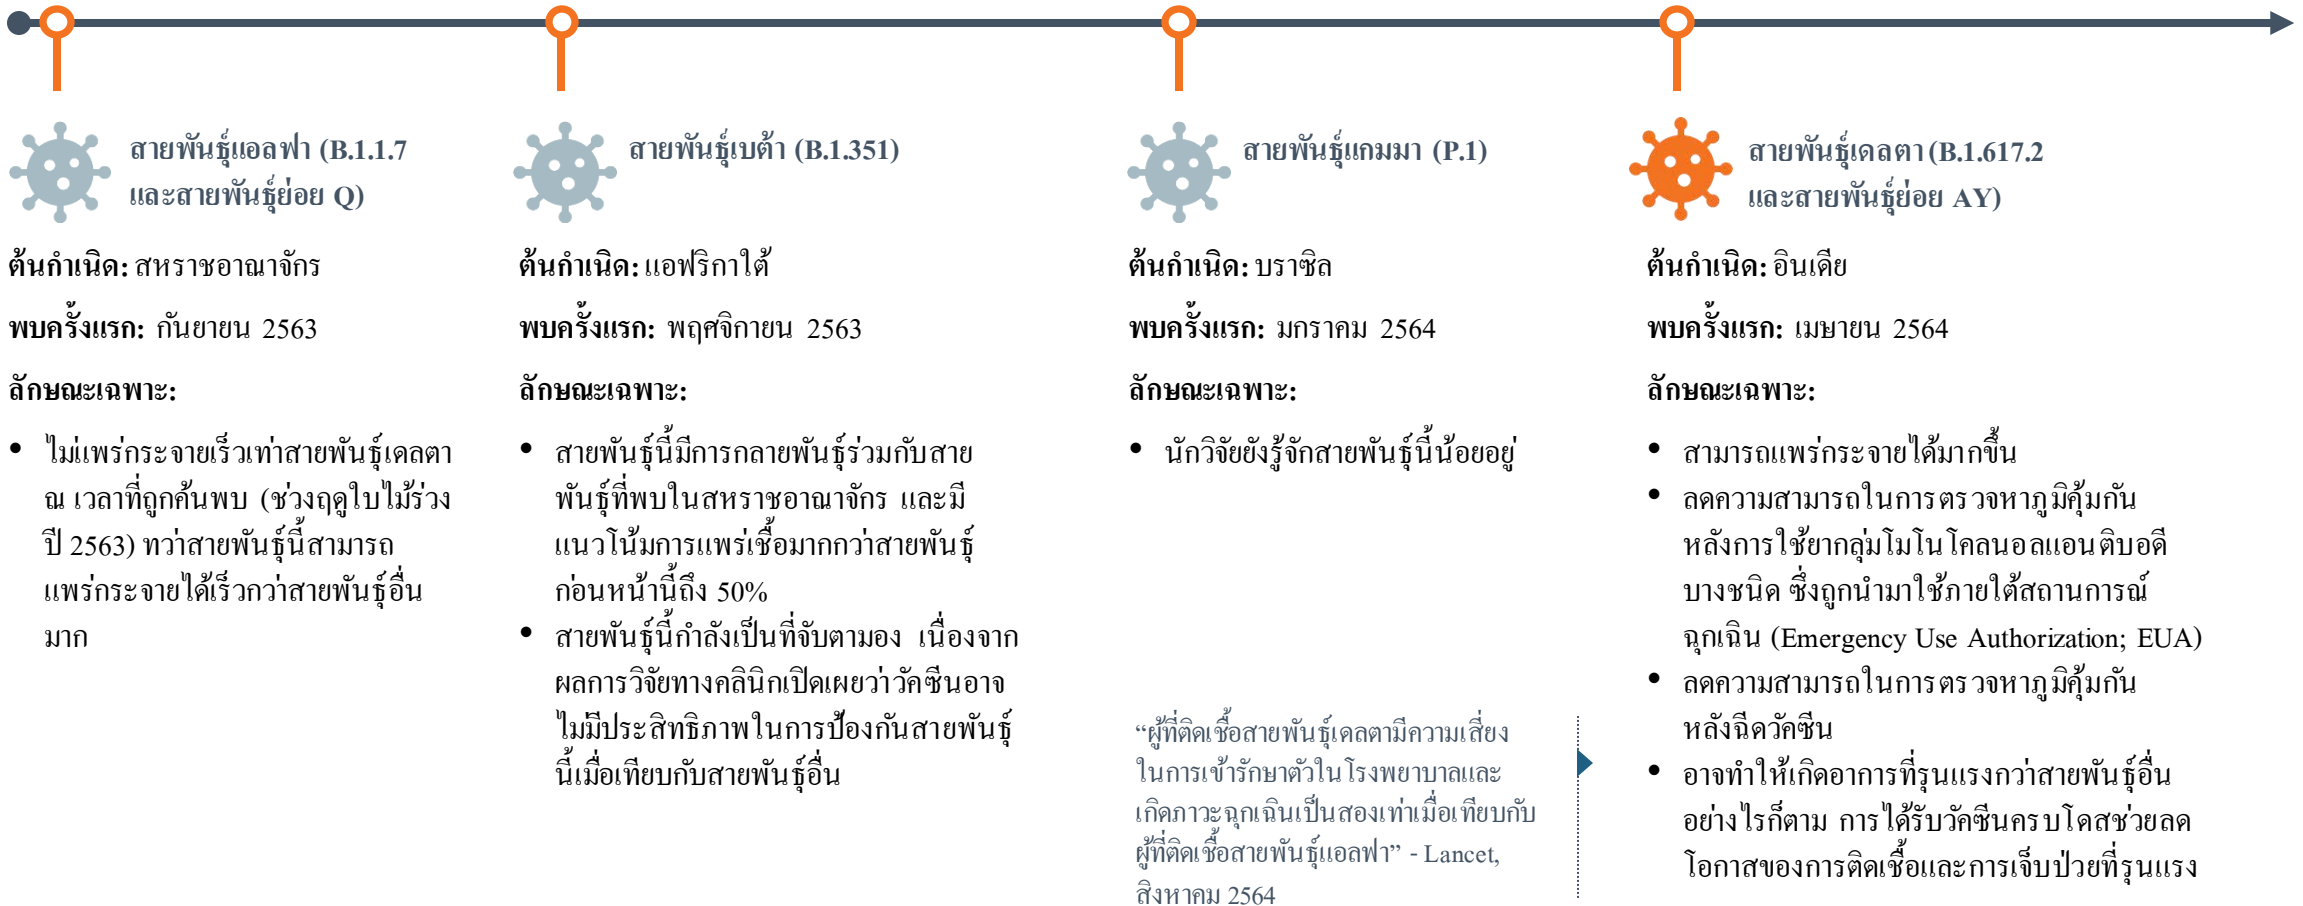 สายพันธุ์แอลฟา (B.1.1.7
และสายพันธุ์ย่อย Q)
ต้นกำเนิด: สหราชอาณาจักร
พบครั้งแรก: กันยายน 2563
ลักษณะเฉพาะ:
• ไม่แพร่กระจายเร็วเท่าสายพันธุ์เดลตา
ณ เวลาที่ถูกค้นพบ (ช่วงฤดูใบไม้ร่วง
ปี 2563) ทว่าสายพันธุ์นี้สามารถ
แพร่กระจายได้เร็วกว่าสายพันธุ์อื่น
มาก
สายพันธุ์เบต้า (B.1.351)
ต้นกำเนิด: แอฟริกาใต้
พบครั้งแรก: พฤศจิกายน 2563
ลักษณะเฉพาะ:
• สายพันธุ์นี้มีการกลายพันธุ์ร่วมกับสาย
พันธุ์ที่พบในสหราชอาณาจักร และมี
แนวโน้มการแพร่เชื้อมากกว่าสายพันธุ์
ก่อนหน้านี้ถึง 50%
• สายพันธุ์นี้กำลังเป็นที่จับตามอง เนื่องจาก
ผลการวิจัยทางคลินิกเปิดเผยว่าวัคซีนอาจ
ไม่มีประสิทธิภาพในการป้องกันสายพันธุ์
นี้เมื่อเทียบกับสายพันธุ์อื่น
สายพันธุ์แกมมา (P.1)
ต้นกำเนิด: บราซิล
พบครั้งแรก: มกราคม 2564
ลักษณะเฉพาะ:
• นักวิจัยยังรู้จักสายพันธุ์นี้น้อยอยู่
“ผู้ที่ติดเชื้อสายพันธุ์เดลตามีความเสี่ยง
ในการเข้ารักษาตัวในโรงพยาบาลและ
เกิดภาวะฉุกเฉินเป็นสองเท่าเมื่อเทียบกับ
ผู้ที่ติดเชื้อสายพันธุ์แอลฟา” - Lancet,
สิงหาคม 2564
สายพันธุ์เดลตา (B.1.617.2
และสายพันธุ์ย่อย AY)
ต้นกำเนิด: อินเดีย
พบครั้งแรก: เมษายน 2564
ลักษณะเฉพาะ:
• สามารถแพร่กระจายได้มากขึ้น
• ลดความสามารถในการตรวจหาภูมิคุ้มกัน
หลังการใช้ยากลุ่มโมโนโคลนอลแอนติบอดี
บางชนิด ซึ่งถูกนำมาใช้ภายใต้สถานการณ์
ฉุกเฉิน (Emergency Use Authorization; EUA)
• ลดความสามารถในการตรวจหาภูมิคุ้มกัน
หลังฉีดวัคซีน
• อาจทำให้เกิดอาการที่รุนแรงกว่าสายพันธุ์อื่น
อย่างไรก็ตาม การได้รับวัคซีนครบโดสช่วยลด
โอกาสของการติดเชื้อและการเจ็บป่วยที่รุนแรง